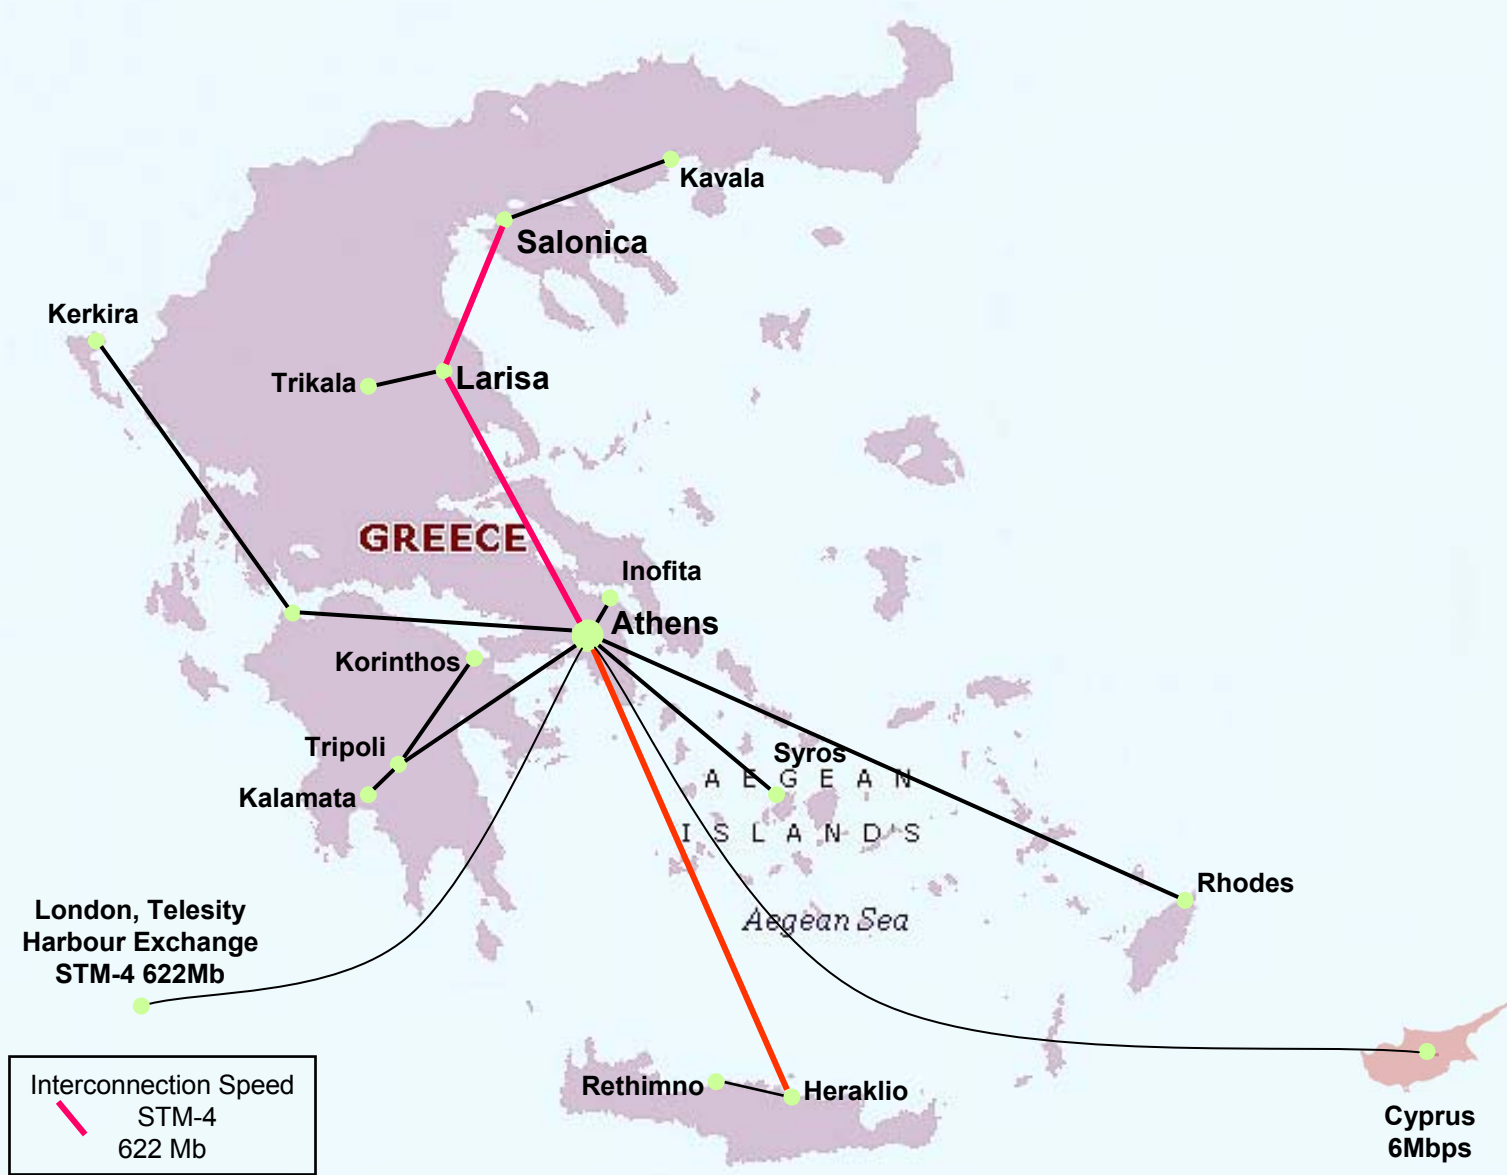 Kavala
Salonica
Kerkira
Trikala
Larisa
GREECE
Inofita
Athens
Korinthos
Tripoli
Syros
Kalamata
A E G E A N
I S L A N D'S
Rhodes
London, Telesity
Harbour Exchange
STM-4 622Mb
Aegean Sea
Interconnection Speed
STM-4
622 Mb
Rethimno
Heraklio
Cyprus
6Mbps